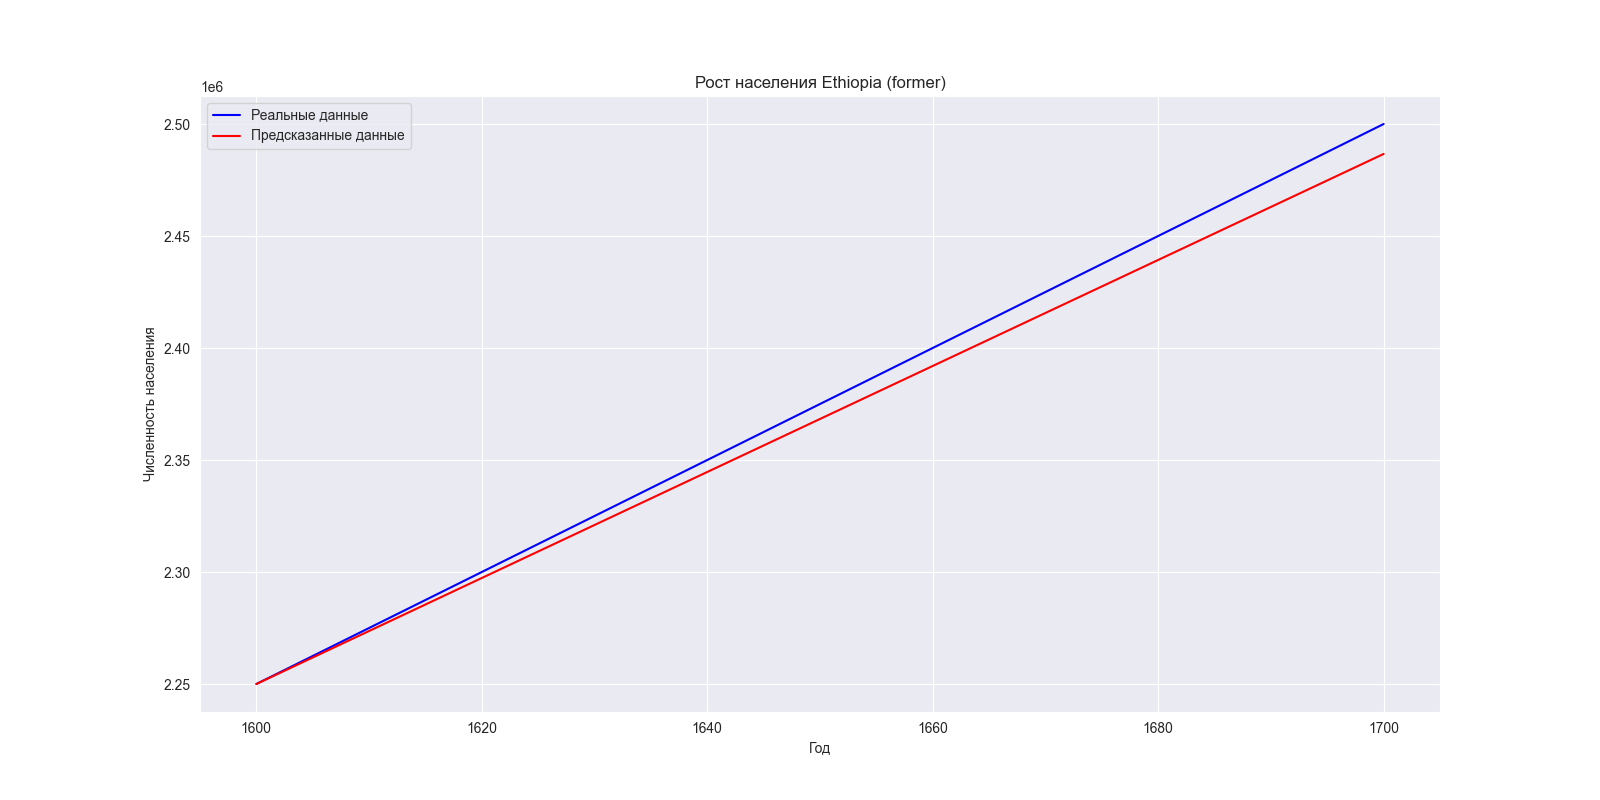 Рост населения Ethiopia (former)
1e6
Реальные данные
Предсказанные данные
2.50
2.45
2.40
2.35
2.30
2.25
Численность населения
1600 1620 1640 1660 1680 1700
Год